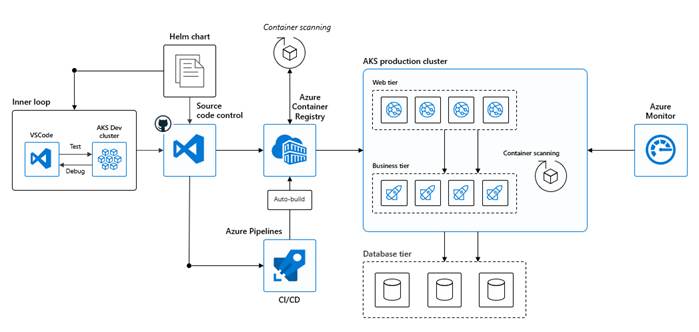 Container scanning
Helm chart
Inner loop
VSCode
Test
Debug
AKS Dev
cluster
Source
code control
Azure
Container
Registry
Auto-build
Azure Pipelines
CI/CD
AKS production cluster
Web tier
Business tier
Container scanning
Database tier
Azure
Monitor